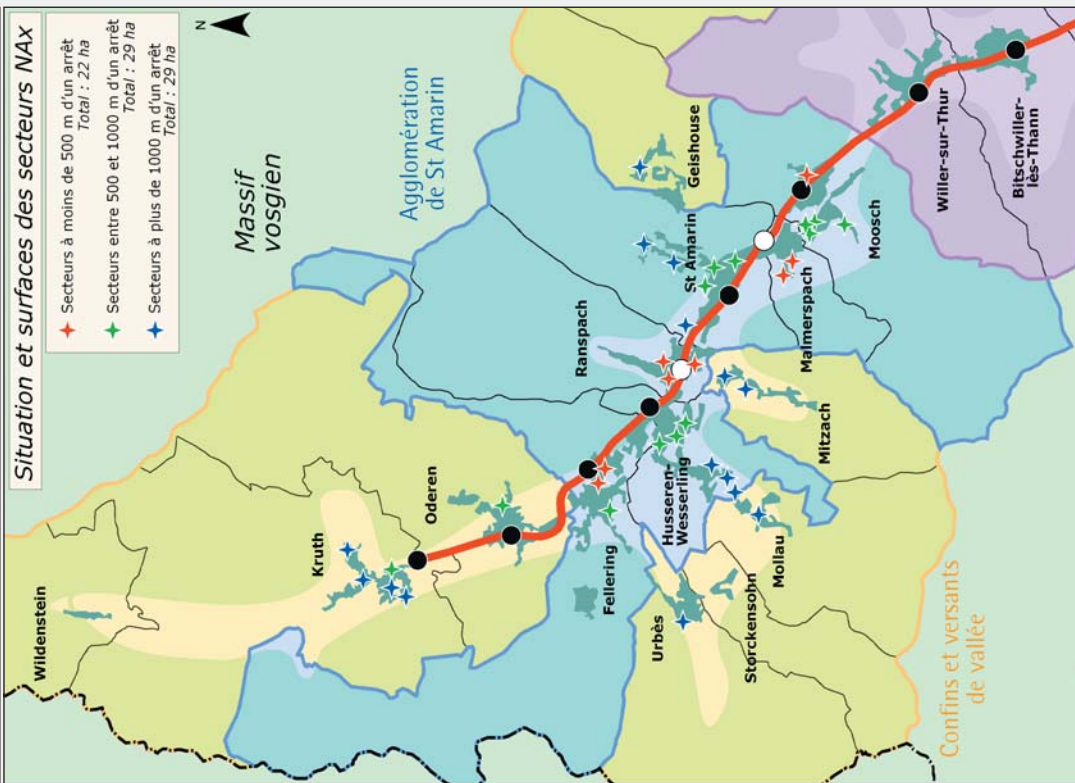 Situation et surfaces des secteurs NAx
Secteurs à moins de 500 m d'un arrêt
Total : 22 ha
Secteurs entre 500 et 1000 m d'un arrêt
Total : 29 ha
Secteurs à plus de 1000 m d'un arrêt
Total : 29 ha
N
Massif
vosgien
Agglomération
de St Amarin
Wildenstein
Kruth
Oderen
Ranspach
St Amarin
Geishouse
Fellering
Husseren-
Wesserling
Urbès
Storckensohn
Mollau
Mitzach
Malmerspach
Moosch
Willer-sur-Thur
Bitschwiller-
lès-Thann
Confins et versants
de vallée